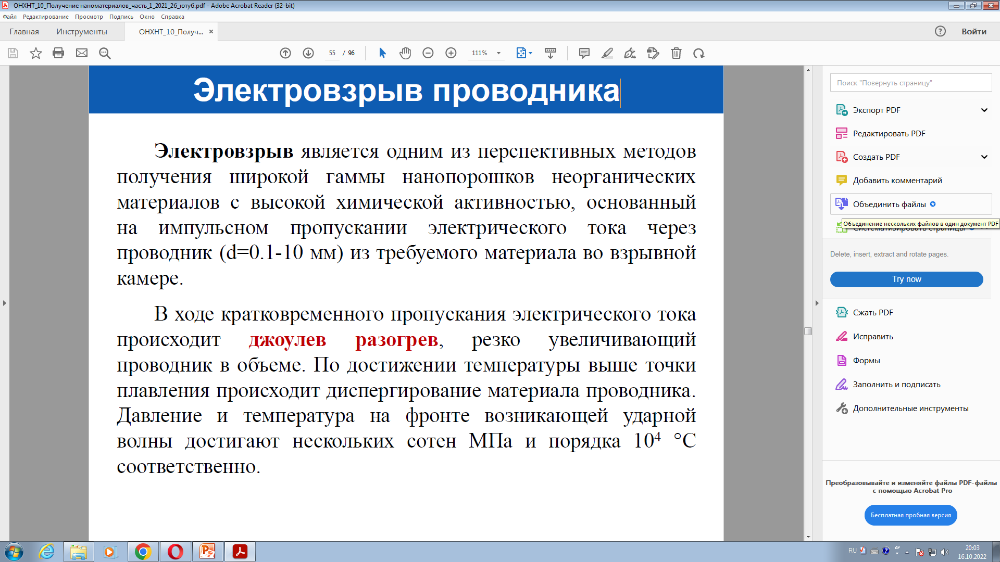 ОНХНТ_10_Получение наноматериалов_часть_1_2021_26_ютуб.pdf - Adobe Acrobat Reader (32-bit)
Файл Редактирование Просмотр Подпись Окно Справка
Главная Инструменты ОНХНТ_10_Получ... × Войти
55 / 96 111%
Электровзрыв проводника
Электровзрыв является одним из перспективных методов
получения широкой гаммы нанопорошков неорганических
материалов с высокой химической активностью, основанный
на импульсном пропускании электрического тока через
проводник (d=0.1-10 мм) из требуемого материала во взрывной
камере.
В ходе кратковременного пропускания электрического тока
происходит джоулев разогрев, резко увеличивающий
проводник в объеме. По достижении температуры выше точки
плавления происходит диспергирование материала проводника.
Давление и температура на фронте возникающей ударной
волны достигают нескольких сотен МПа и порядка 10⁴ °C
соответственно.
Поиск "Повернуть страницу"
Экспорт PDF
Редактировать PDF
Создать PDF
Добавить комментарий
Объединить файлы
Объединение нескольких файлов в один документ PDF
Систематизировать страницы
Delete, insert, extract and rotate pages.
Try now
Сжать PDF
Исправить
Формы
Заполнить и подписать
Дополнительные инструменты
Преобразовывайте и изменяйте файлы PDF-файлы
с помощью Acrobat Pro
Бесплатная пробная версия
RU 20:03
16.10.2022